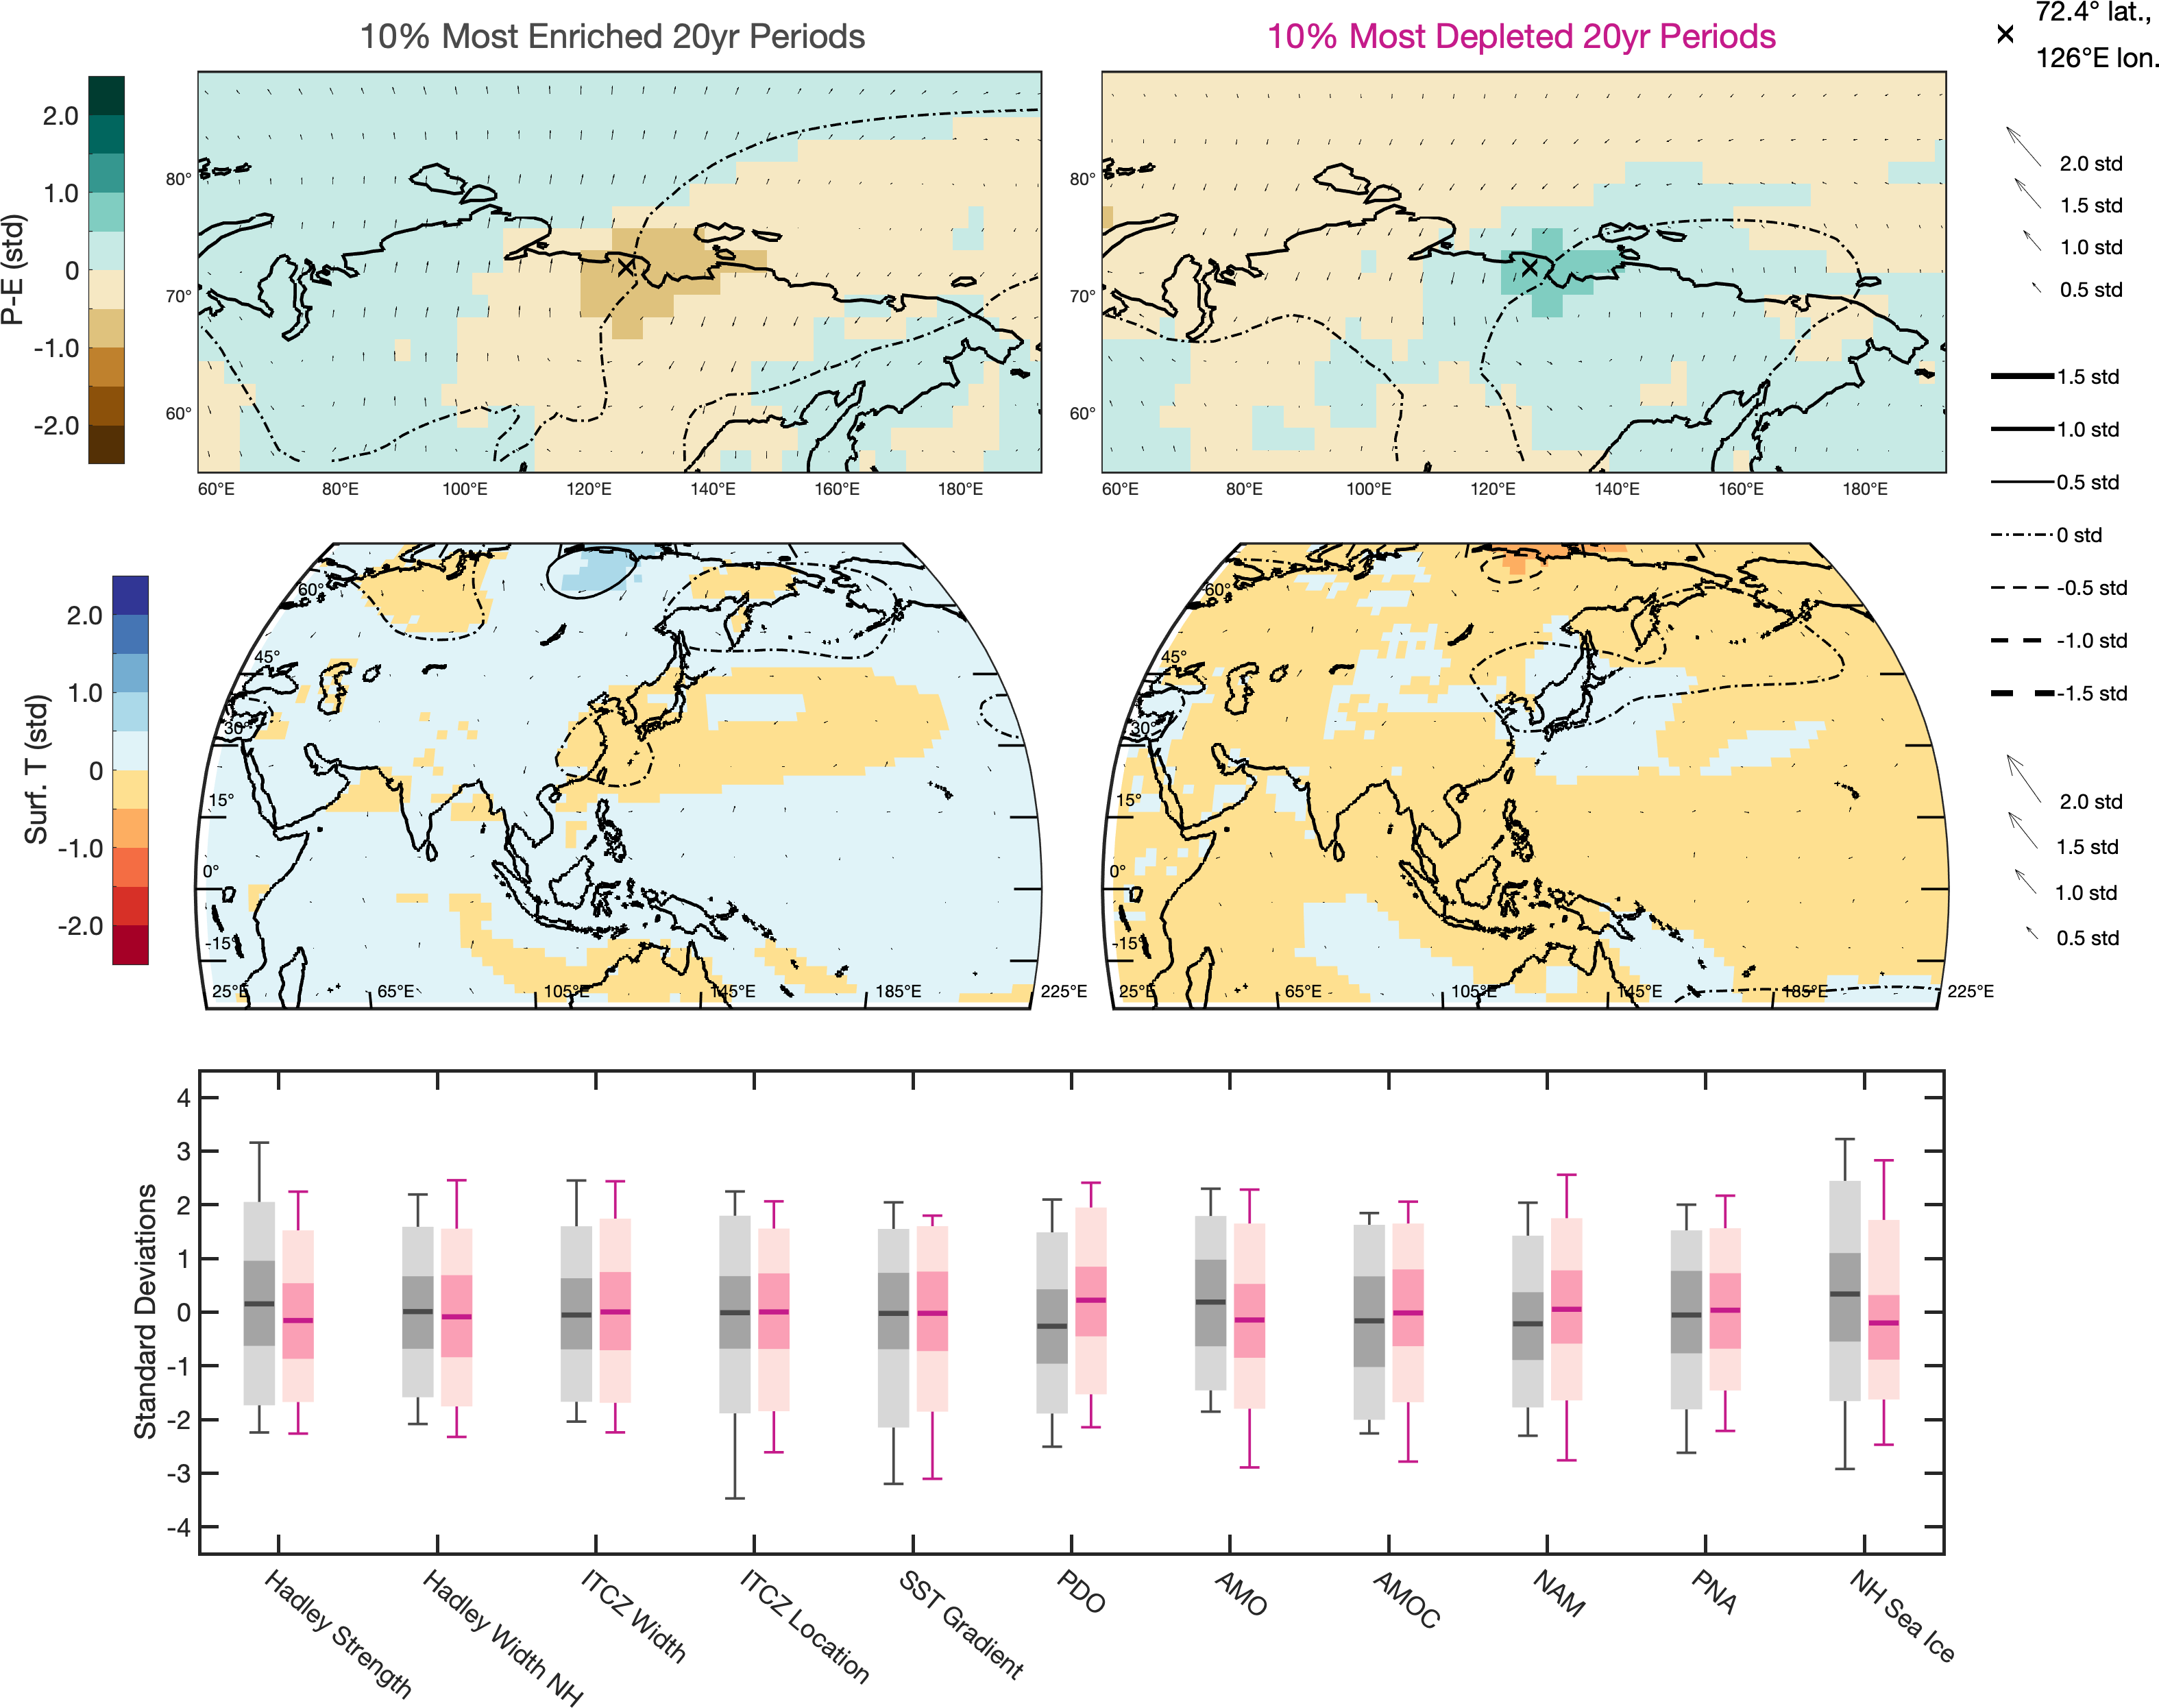 10% Most Enriched 20yr Periods
10% Most Depleted 20yr Periods
72.4° lat.,
126°E lon.
P-E (std)
2.0
1.0
0
-1.0
-2.0
80°
70°
60°
60°E 80°E 100°E 120°E 140°E 160°E 180°E
80°
70°
60°
60°E 80°E 100°E 120°E 140°E 160°E 180°E
2.0 std
1.5 std
1.0 std
0.5 std
1.5 std
1.0 std
0.5 std
0 std
-0.5 std
-1.0 std
-1.5 std
Surf. T (std)
2.0
1.0
0
-1.0
-2.0
60°
45°
30°
15°
0°
-15°
25°E 65°E 105°E 145°E 185°E 225°E
60°
45°
30°
15°
0°
-15°
25°E 65°E 105°E 145°E 185°E 225°E
2.0 std
1.5 std
1.0 std
0.5 std
Standard Deviations
4
3
2
1
0
-1
-2
-3
-4
Hadley Strength
Hadley Width NH
ITCZ Width
ITCZ Location
SST Gradient
PDO
AMO
AMOC
NAM
PNA
NH Sea Ice